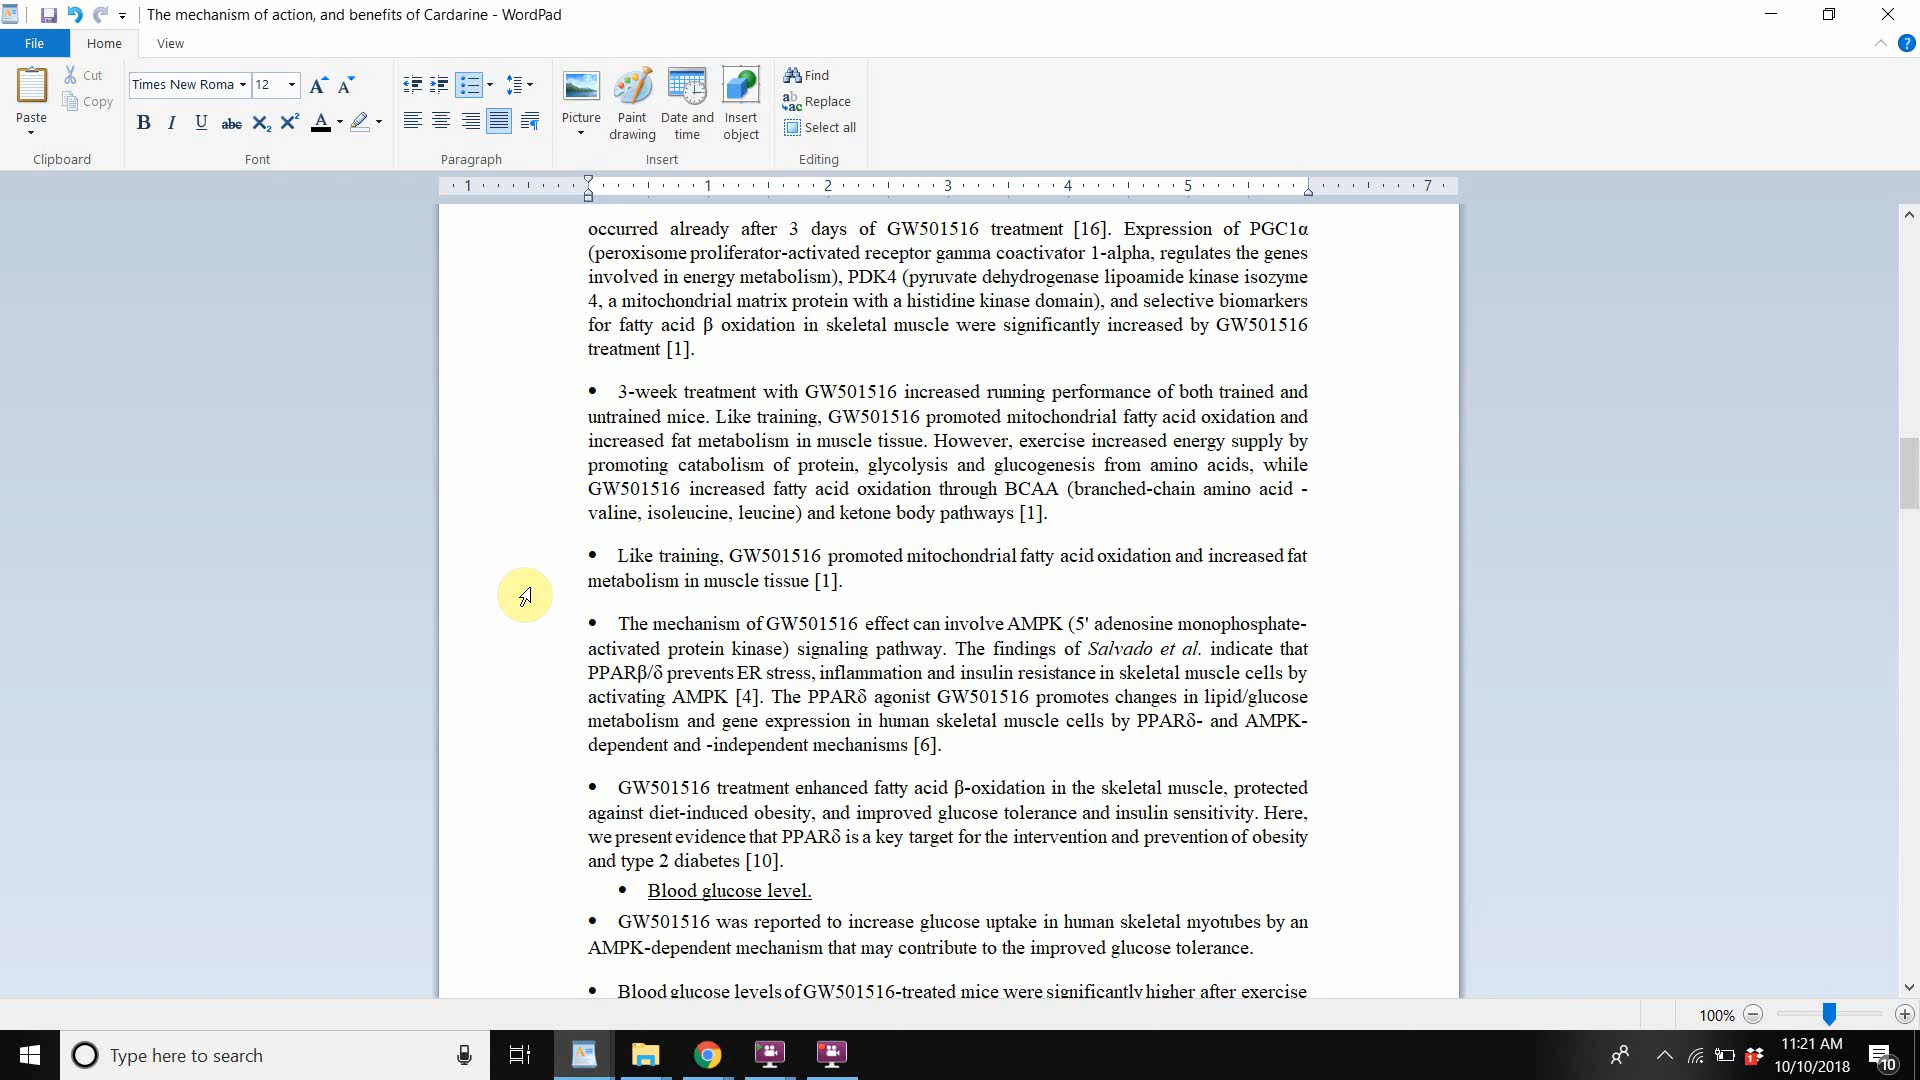 The mechanism of action, and benefits of Cardarine - WordPad
File
Home
View
Paste
Cut
Copy
Clipboard
Times New Roma
12
B I U abc X₂ X² A
Font
Paragraph
Picture
Paint drawing
Date and time
Insert object
Insert
Find
Replace
Select all
Editing
1 1 2 3 4 5 7
occurred already after 3 days of GW501516 treatment [16]. Expression of PGC1α
(peroxisome proliferator-activated receptor gamma coactivator 1-alpha, regulates the genes
involved in energy metabolism), PDK4 (pyruvate dehydrogenase lipoamide kinase isozyme
4, a mitochondrial matrix protein with a histidine kinase domain), and selective biomarkers
for fatty acid β oxidation in skeletal muscle were significantly increased by GW501516
treatment [1].
• 3-week treatment with GW501516 increased running performance of both trained and
untrained mice. Like training, GW501516 promoted mitochondrial fatty acid oxidation and
increased fat metabolism in muscle tissue. However, exercise increased energy supply by
promoting catabolism of protein, glycolysis and glucogenesis from amino acids, while
GW501516 increased fatty acid oxidation through BCAA (branched-chain amino acid -
valine, isoleucine, leucine) and ketone body pathways [1].
• Like training, GW501516 promoted mitochondrial fatty acid oxidation and increased fat
metabolism in muscle tissue [1].
• The mechanism of GW501516 effect can involve AMPK (5' adenosine monophosphate-
activated protein kinase) signaling pathway. The findings of Salvado et al. indicate that
PPARβ/δ prevents ER stress, inflammation and insulin resistance in skeletal muscle cells by
activating AMPK [4]. The PPARδ agonist GW501516 promotes changes in lipid/glucose
metabolism and gene expression in human skeletal muscle cells by PPARδ- and AMPK-
dependent and -independent mechanisms [6].
• GW501516 treatment enhanced fatty acid β-oxidation in the skeletal muscle, protected
against diet-induced obesity, and improved glucose tolerance and insulin sensitivity. Here,
we present evidence that PPARδ is a key target for the intervention and prevention of obesity
and type 2 diabetes [10].
• Blood glucose level.
• GW501516 was reported to increase glucose uptake in human skeletal myotubes by an
AMPK-dependent mechanism that may contribute to the improved glucose tolerance.
• Blood glucose levels of GW501516-treated mice were significantly higher after exercise
100%
Type here to search
11:21 AM
10/10/2018
10